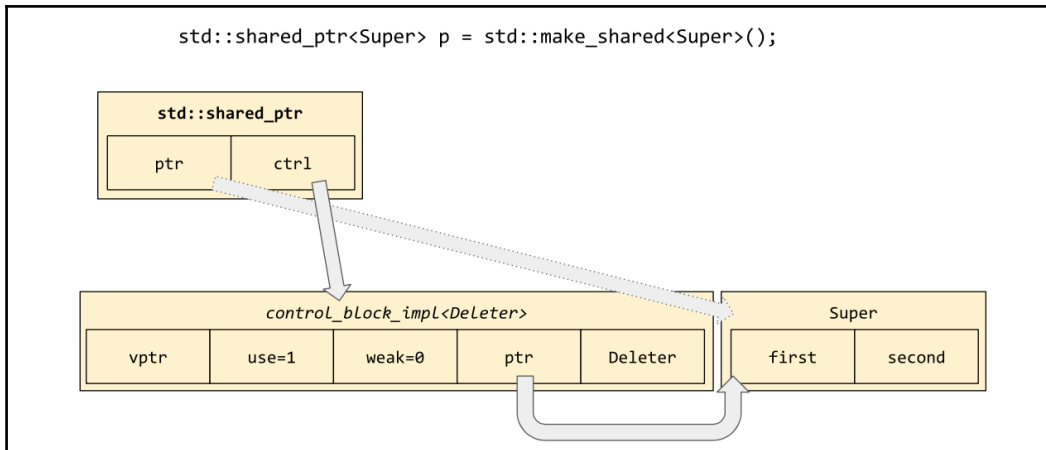 std::shared_ptr<Super> p = std::make_shared<Super>();
std::shared_ptr
ptr ctrl
control_block_impl<Deleter> Super
vptr use=1 weak=0 ptr Deleter first second